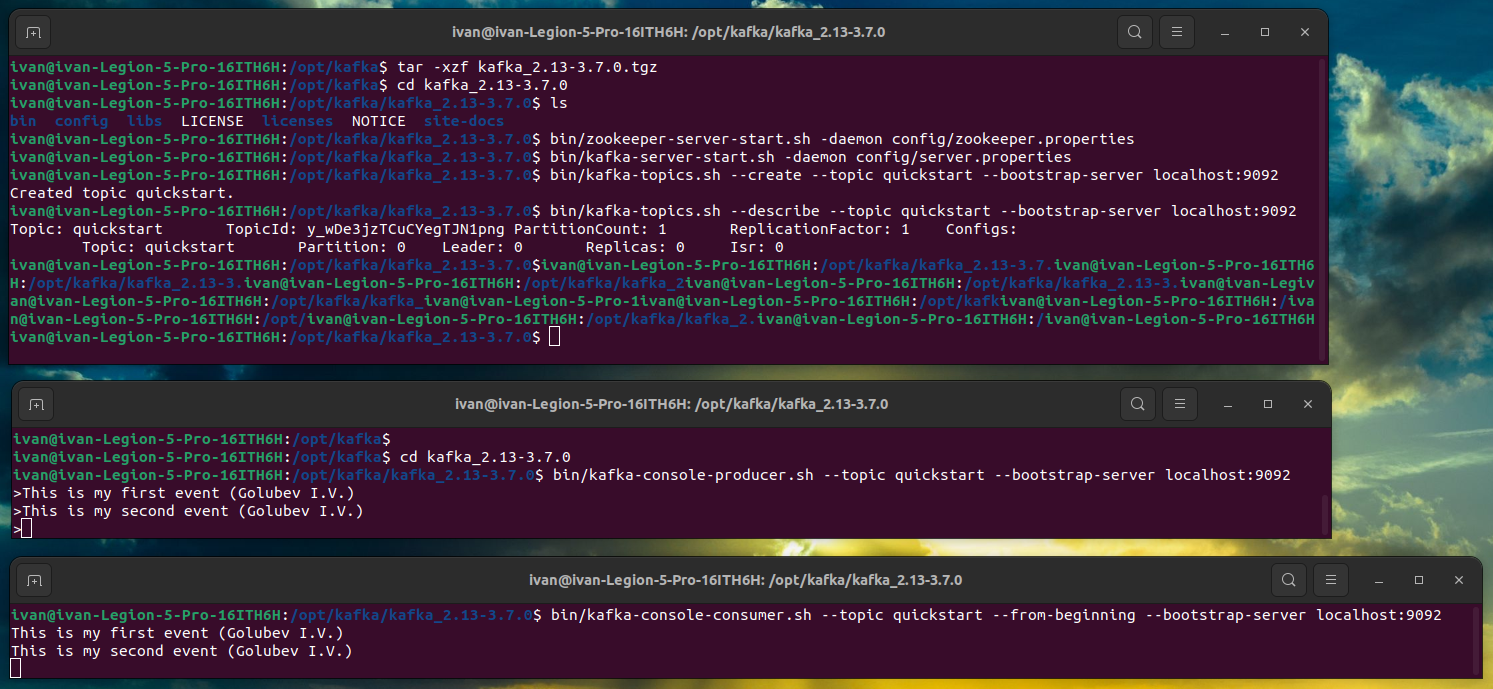 ivan@ivan-Legion-5-Pro-16ITH6H: /opt/kafka/kafka_2.13-3.7.0
ivan@ivan-Legion-5-Pro-16ITH6H:/opt/kafka$ tar -xzf kafka_2.13-3.7.0.tgz
ivan@ivan-Legion-5-Pro-16ITH6H:/opt/kafka$ cd kafka_2.13-3.7.0
ivan@ivan-Legion-5-Pro-16ITH6H:/opt/kafka/kafka_2.13-3.7.0$ ls
bin  config  libs  LICENSE  licenses  NOTICE  site-docs
ivan@ivan-Legion-5-Pro-16ITH6H:/opt/kafka/kafka_2.13-3.7.0$ bin/zookeeper-server-start.sh -daemon config/zookeeper.properties
ivan@ivan-Legion-5-Pro-16ITH6H:/opt/kafka/kafka_2.13-3.7.0$ bin/kafka-server-start.sh -daemon config/server.properties
ivan@ivan-Legion-5-Pro-16ITH6H:/opt/kafka/kafka_2.13-3.7.0$ bin/kafka-topics.sh --create --topic quickstart --bootstrap-server localhost:9092
Created topic quickstart.
ivan@ivan-Legion-5-Pro-16ITH6H:/opt/kafka/kafka_2.13-3.7.0$ bin/kafka-topics.sh --describe --topic quickstart --bootstrap-server localhost:9092
Topic: quickstart       TopicId: y_wDe3jzTCuCYegTJN1png PartitionCount: 1       ReplicationFactor: 1    Configs:
        Topic: quickstart       Partition: 0    Leader: 0       Replicas: 0     Isr: 0
ivan@ivan-Legion-5-Pro-16ITH6H:/opt/kafka/kafka_2.13-3.7.0$ivan@ivan-Legion-5-Pro-16ITH6H:/opt/kafka/kafka_2.13-3.7.ivan@ivan-Legion-5-Pro-16ITH6
H:/opt/kafka/kafka_2.13-3.ivan@ivan-Legion-5-Pro-16ITH6H:/opt/kafka/kafka_2ivan@ivan-Legion-5-Pro-16ITH6H:/opt/kafka/kafka_2.13-3.ivan@ivan-Legiv
an@ivan-Legion-5-Pro-16ITH6H:/opt/kafka/kafka_ivan@ivan-Legion-5-Pro-1ivan@ivan-Legion-5-Pro-16ITH6H:/opt/kafkivan@ivan-Legion-5-Pro-16ITH6H:/iva
n@ivan-Legion-5-Pro-16ITH6H:/opt/ivan@ivan-Legion-5-Pro-16ITH6H:/opt/kafka/kafka_2.ivan@ivan-Legion-5-Pro-16ITH6H:/ivan@ivan-Legion-5-Pro-16ITH6H
ivan@ivan-Legion-5-Pro-16ITH6H:/opt/kafka/kafka_2.13-3.7.0$
ivan@ivan-Legion-5-Pro-16ITH6H: /opt/kafka/kafka_2.13-3.7.0
ivan@ivan-Legion-5-Pro-16ITH6H:/opt/kafka$
ivan@ivan-Legion-5-Pro-16ITH6H:/opt/kafka$ cd kafka_2.13-3.7.0
ivan@ivan-Legion-5-Pro-16ITH6H:/opt/kafka/kafka_2.13-3.7.0$ bin/kafka-console-producer.sh --topic quickstart --bootstrap-server localhost:9092
>This is my first event (Golubev I.V.)
>This is my second event (Golubev I.V.)
>
ivan@ivan-Legion-5-Pro-16ITH6H: /opt/kafka/kafka_2.13-3.7.0
ivan@ivan-Legion-5-Pro-16ITH6H:/opt/kafka/kafka_2.13-3.7.0$ bin/kafka-console-consumer.sh --topic quickstart --from-beginning --bootstrap-server localhost:9092
This is my first event (Golubev I.V.)
This is my second event (Golubev I.V.)